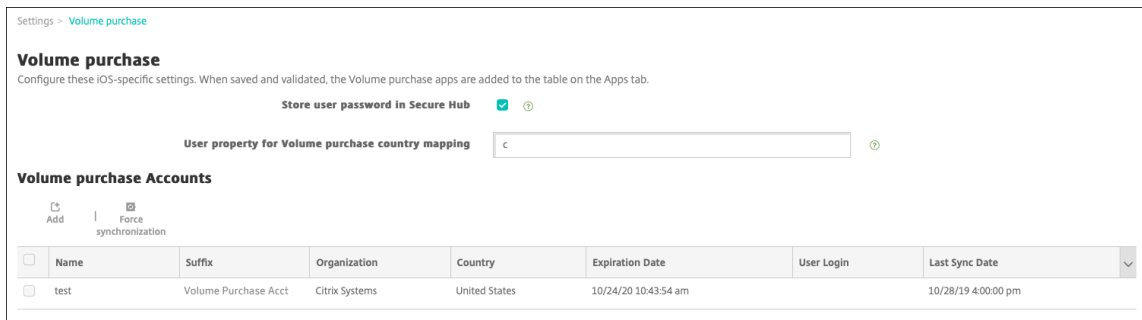 Settings > Volume purchase
Volume purchase
Configure these iOS-specific settings. When saved and validated, the Volume purchase apps are added to the table on the Apps tab.
Store user password in Secure Hub ?
User property for Volume purchase country mapping c ?
Volume purchase Accounts
Add | Force
synchronization
Name Suffix Organization Country Expiration Date User Login Last Sync Date
test Volume Purchase Acct Citrix Systems United States 10/24/20 10:43:54 am 10/28/19 4:00:00 pm